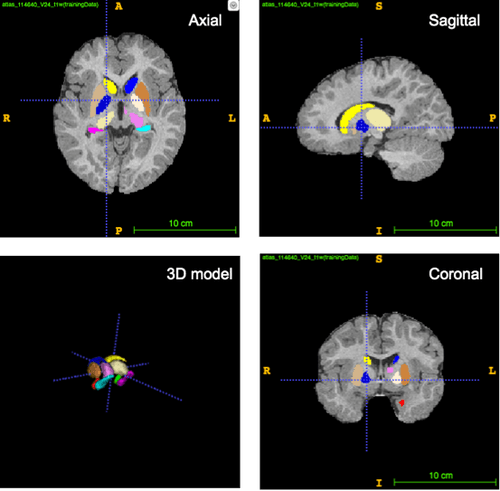 atlas_114640_V24_t1w(trainingData)
A
Axial
R
L
P
10 cm
atlas_114640_V24_t1w(trainingData)
S
Sagittal
A
P
I
10 cm
3D model
atlas_114640_V24_t1w(trainingData)
S
Coronal
R
L
I
10 cm